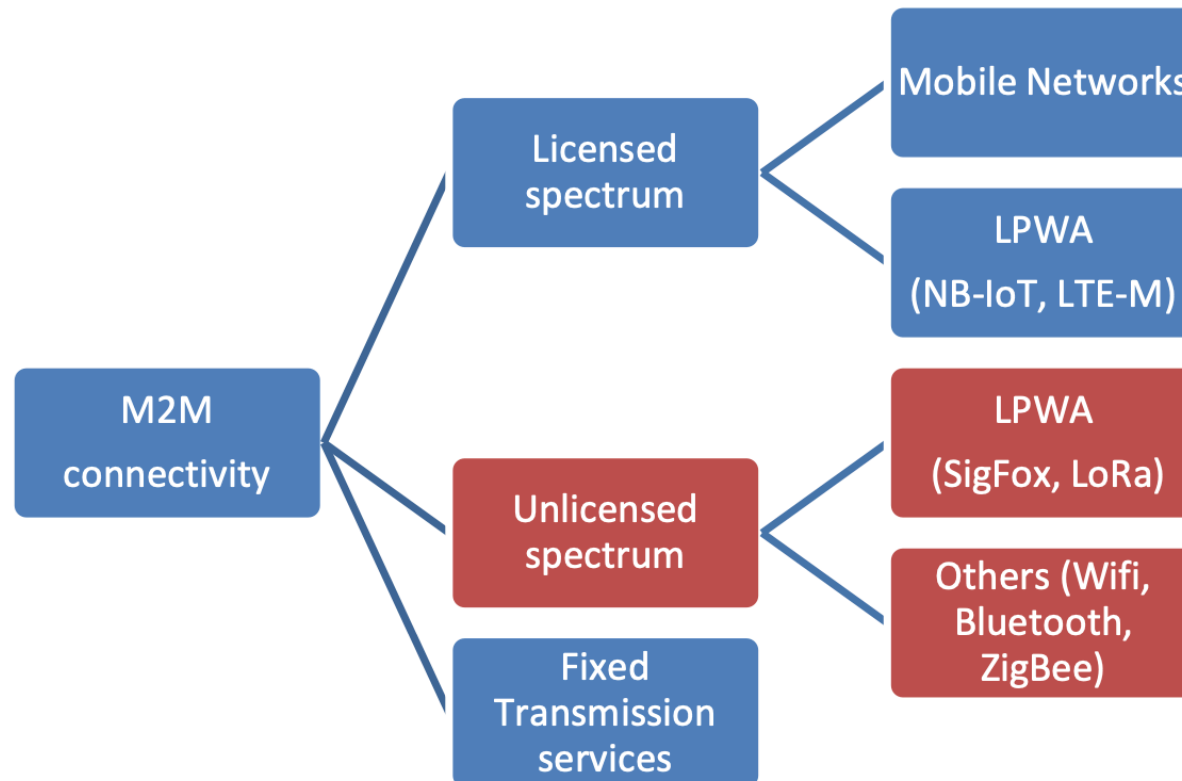 Mobile Networks
Licensed
spectrum
LPWA
(NB-IoT, LTE-M)
M2M
connectivity
LPWA
(SigFox, LoRa)
Unlicensed
spectrum
Others (Wifi,
Bluetooth,
ZigBee)
Fixed
Transmission
services